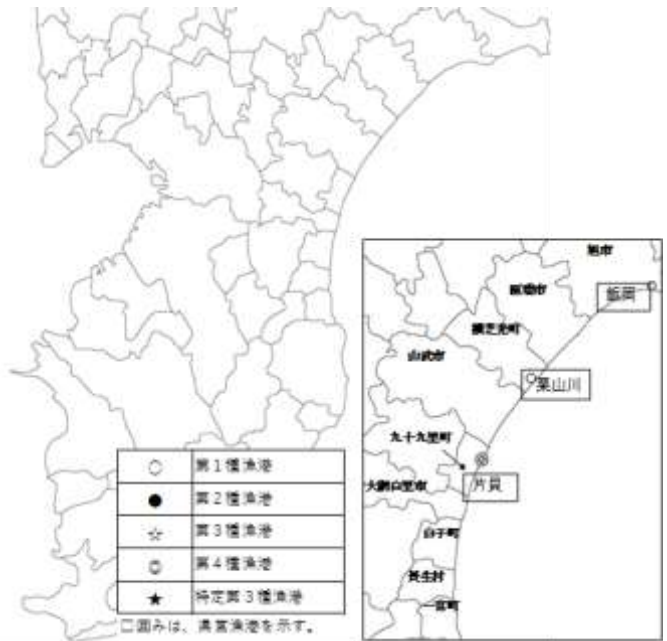 旭市
匝瑳市
飯岡
横芝光町
山武市
栗山川
九十九里町
片貝
大網白里市
白子町
長生村
一宮町
○ 第1種漁港
● 第2種漁港
☆ 第3種漁港
◎ 第4種漁港
★ 特定第3種漁港
□囲みは、県営漁港を示す。